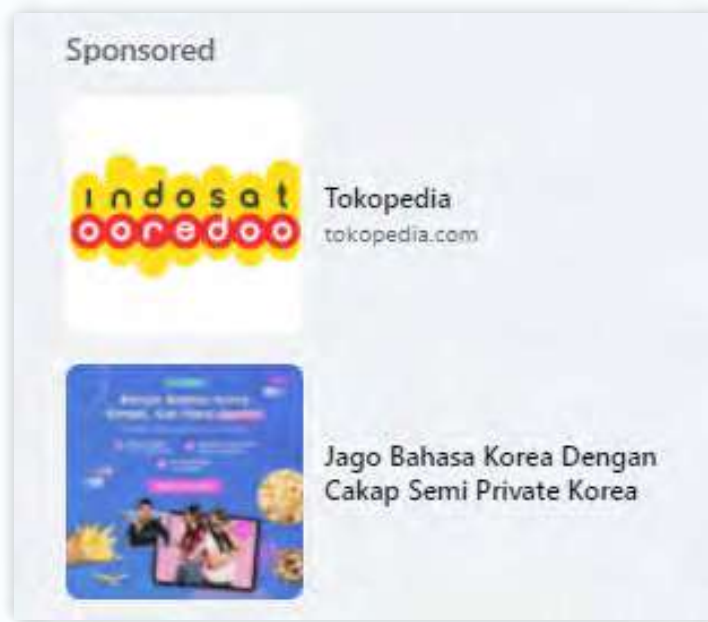 Sponsored
indosat
ooredoo
Tokopedia
tokopedia.com
Jago Bahasa Korea Dengan
Cakap Semi Private Korea